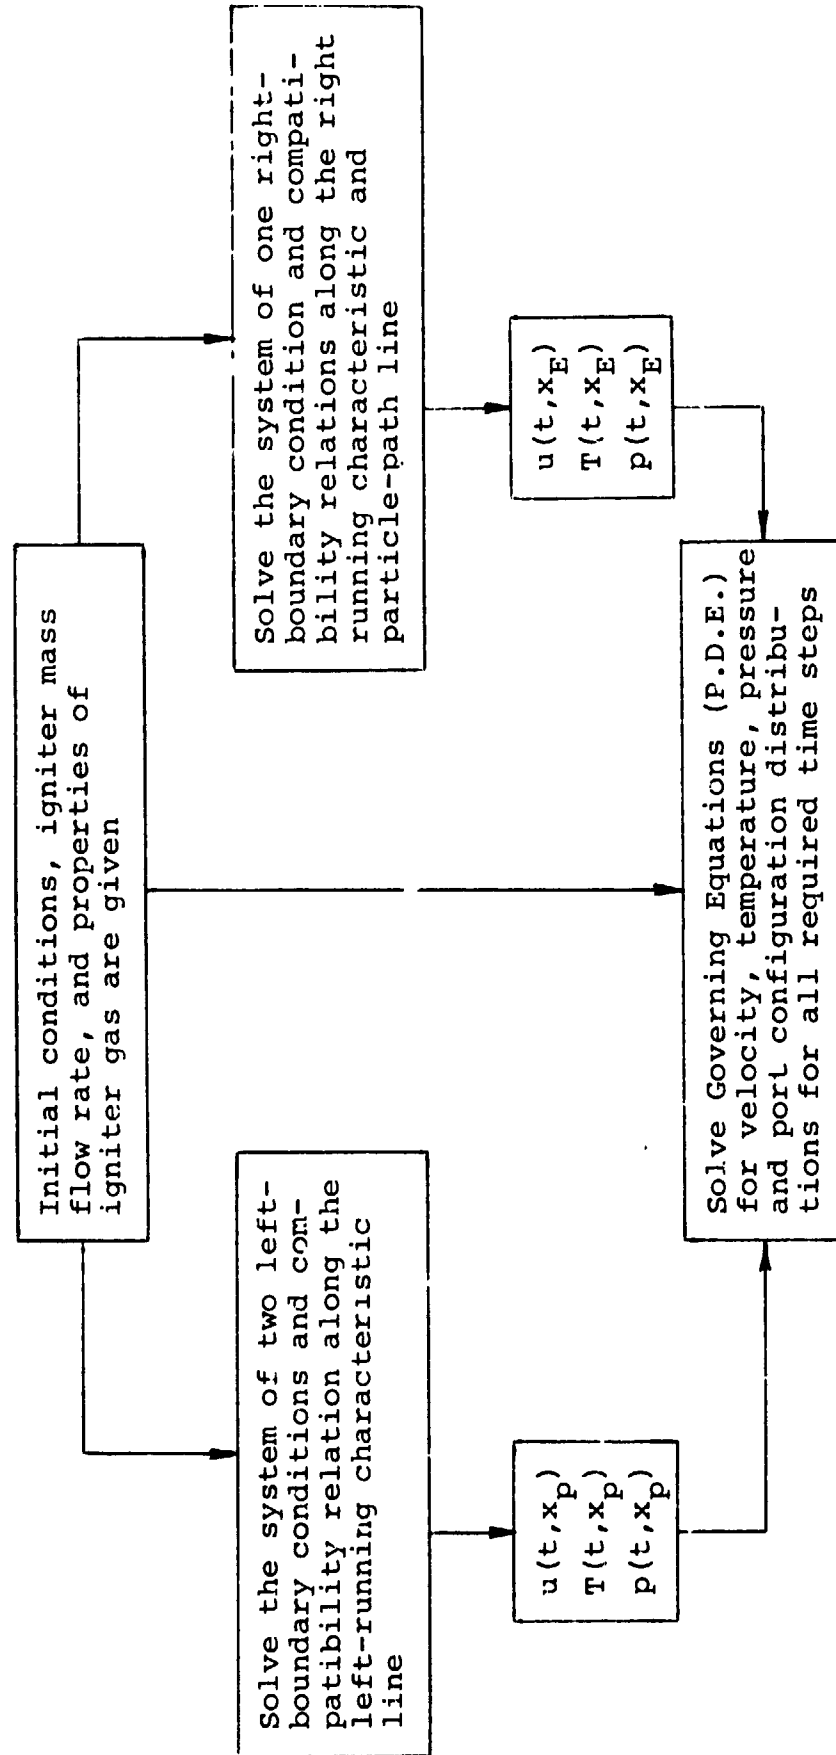 Initial conditions, igniter mass
flow rate, and properties of
igniter gas are given
Solve the system of two left-
boundary conditions and com-
patibility relation along the
left-running characteristic
line
Solve the system of one right-
boundary condition and compati-
bility relations along the right
running characteristic and
particle-path line
u(t,x_p)
T(t,x_p)
p(t,x_p)
u(t,x_E)
T(t,x_E)
p(t,x_E)
Solve Governing Equations (P.D.E.)
for velocity, temperature, pressure
and port configuration distribu-
tions for all required time steps